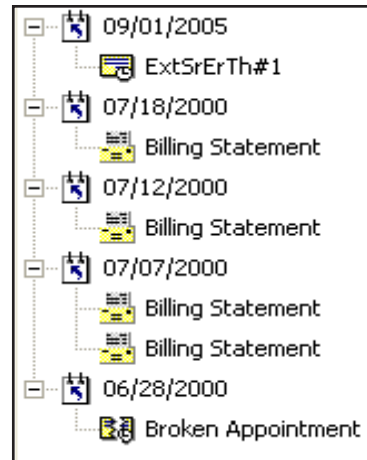 09/01/2005
ExtSrErTh#1
07/18/2000
Billing Statement
07/12/2000
Billing Statement
07/07/2000
Billing Statement
Billing Statement
06/28/2000
Broken Appointment